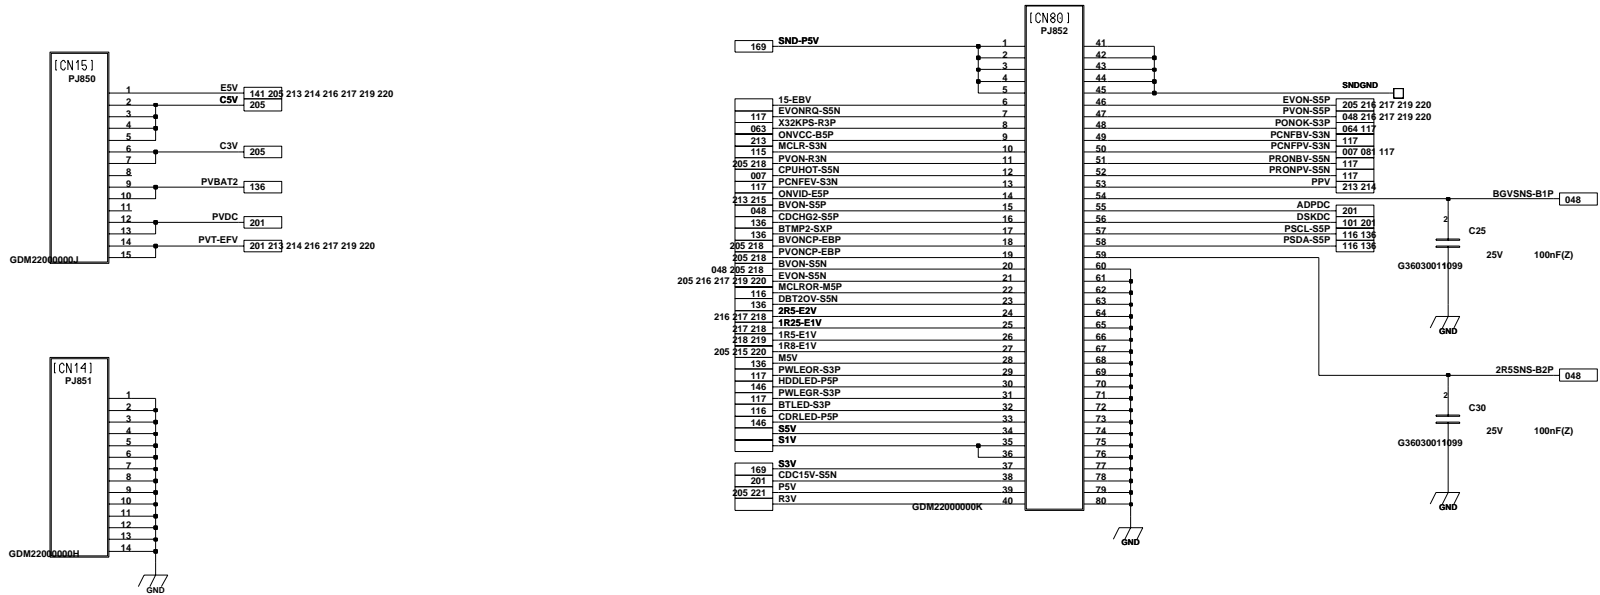 [CN15]
PJ850
1 E5V 141 205 213 214 216 217 219 220
2 C5V 205
3
4
5
6 C3V 205
7
8
9 PVBAT2 136
10
11
12 PVDC 201
13
14 PVT-EFV 201 213 214 216 217 219 220
15
GDM22000000J
[CN14]
PJ851
1
2
3
4
5
6
7
8
9
10
11
12
13
14
GDM22000000H
GND
[CN80]
PJ852
169 SND-P5V 1
2
3
4
5
15-EBV 6
117 EVONRQ-S5N 7
063 X32KPS-R3P 8
213 ONVCC-B5P 9
115 MCLR-S3N 10
205 218 PVON-R3N 11
007 CPUHOT-S5N 12
117 PCNFEV-S3N 13
213 215 ONVID-E5P 14
048 BVON-S5P 15
136 CDCHG2-S5P 16
136 BTMP2-SXP 17
205 218 BVONCP-EBP 18
205 218 PVONCP-EBP 19
048 205 218 BVON-S5N 20
205 216 217 219 220 EVON-S5N 21
116 MCLROR-M5P 22
136 DBT2OV-S5N 23
216 217 218 2R5-E2V 24
217 218 1R25-E1V 25
218 219 1R5-E1V 26
205 215 220 1R8-E1V 27
136 M5V 28
117 PWLEOR-S3P 29
146 HDDLED-P5P 30
117 PWLEGR-S3P 31
116 BTLED-S3P 32
146 CDRLED-P5P 33
S5V 34
S1V 35
36
169 S3V 37
201 CDC15V-S5N 38
205 221 P5V 39
R3V 40
GDM22000000K
41
42
43
44
45 SNDGND
46 EVON-S5P 205 216 217 219 220
47 PVON-S5P 048 216 217 219 220
48 PONOK-S3P 064 117
49 PCNFBV-S3N 117
50 PCNFPV-S3N 007 081 117
51 PRONBV-S5N 117
52 PRONPV-S5N 117
53 PPV 213 214
54 BGVSNS-B1P 048
55 ADPDC 201
56 DSKDC 101 201
57 PSCL-S5P 116 136
58 PSDA-S5P 116 136
59
60
61
62
63
64
65
66
67
68
69
70
71
72
73
74
75
76
77
78
79
80
GND
2
C25
25V 100nF(Z)
G36030011099
GND
2R5SNS-B2P 048
2
C30
25V 100nF(Z)
G36030011099
GND